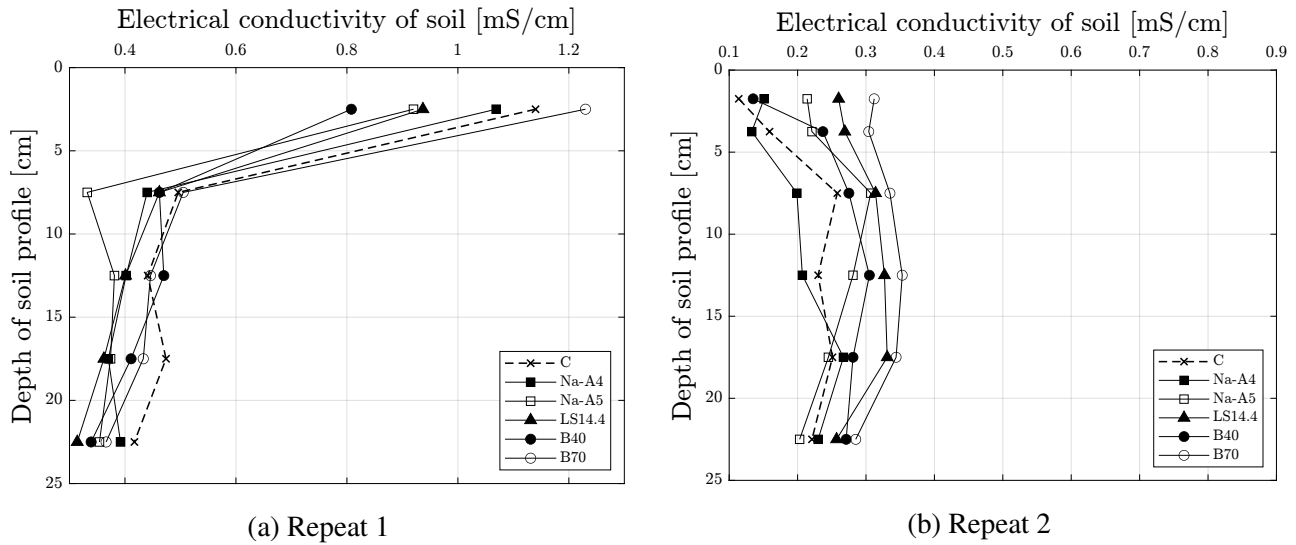 Electrical conductivity of soil [mS/cm]
0.4 0.6 0.8 1 1.2
0
5
10
15
20
25
Depth of soil profile [cm]
C
Na-A4
Na-A5
LS14.4
B40
B70
(a) Repeat 1
Electrical conductivity of soil [mS/cm]
0.1 0.2 0.3 0.4 0.5 0.6 0.7 0.8 0.9
0
5
10
15
20
25
Depth of soil profile [cm]
C
Na-A4
Na-A5
LS14.4
B40
B70
(b) Repeat 2